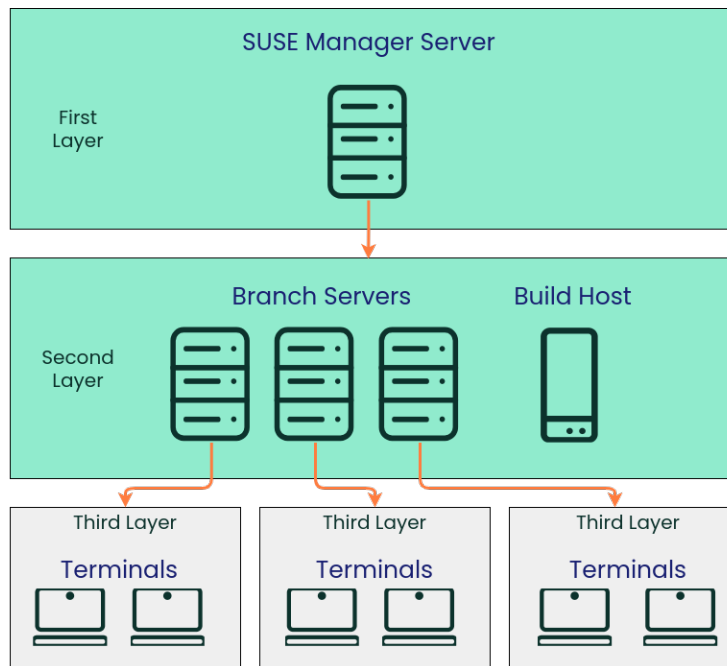 SUSE Manager Server
First
Layer
Branch Servers
Build Host
Second
Layer
Third Layer
Terminals
Third Layer
Terminals
Third Layer
Terminals